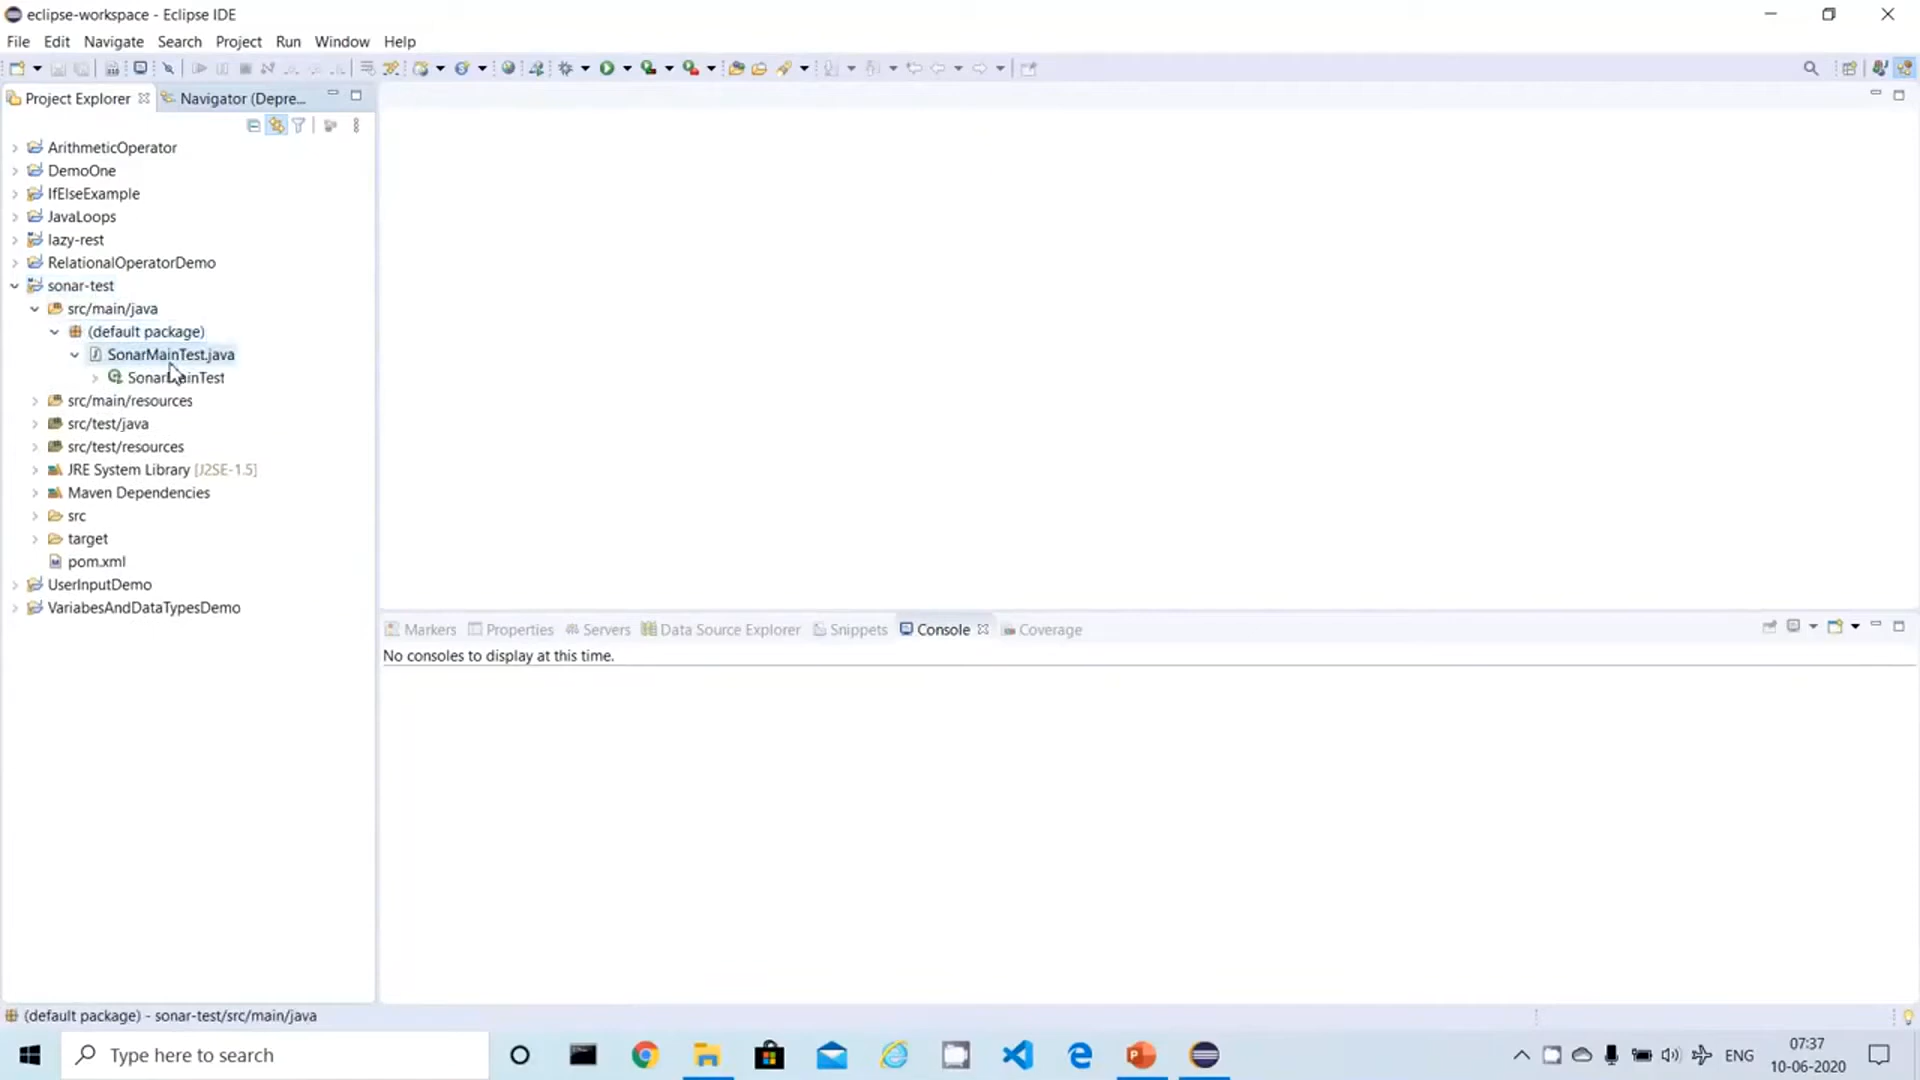 eclipse-workspace - Eclipse IDE
File Edit Navigate Search Project Run Window Help
Project Explorer Navigator (Depre...
ArithmeticOperator
DemoOne
IfElseExample
JavaLoops
lazy-rest
RelationalOperatorDemo
sonar-test
src/main/java
(default package)
SonarMainTest.java
SonarMainTest
src/main/resources
src/test/java
src/test/resources
JRE System Library [J2SE-1.5]
Maven Dependencies
src
target
pom.xml
UserInputDemo
VariabesAndDataTypesDemo
Markers Properties Servers Data Source Explorer Snippets Console Coverage
No consoles to display at this time.
(default package) - sonar-test/src/main/java
Type here to search
ENG
07:37
10-06-2020